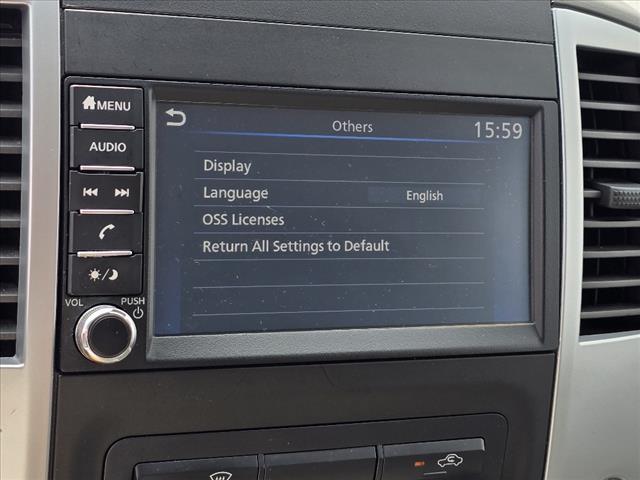 MENU
AUDIO
VOL
PUSH
Others
15:59
Display
Language English
OSS Licenses
Return All Settings to Default